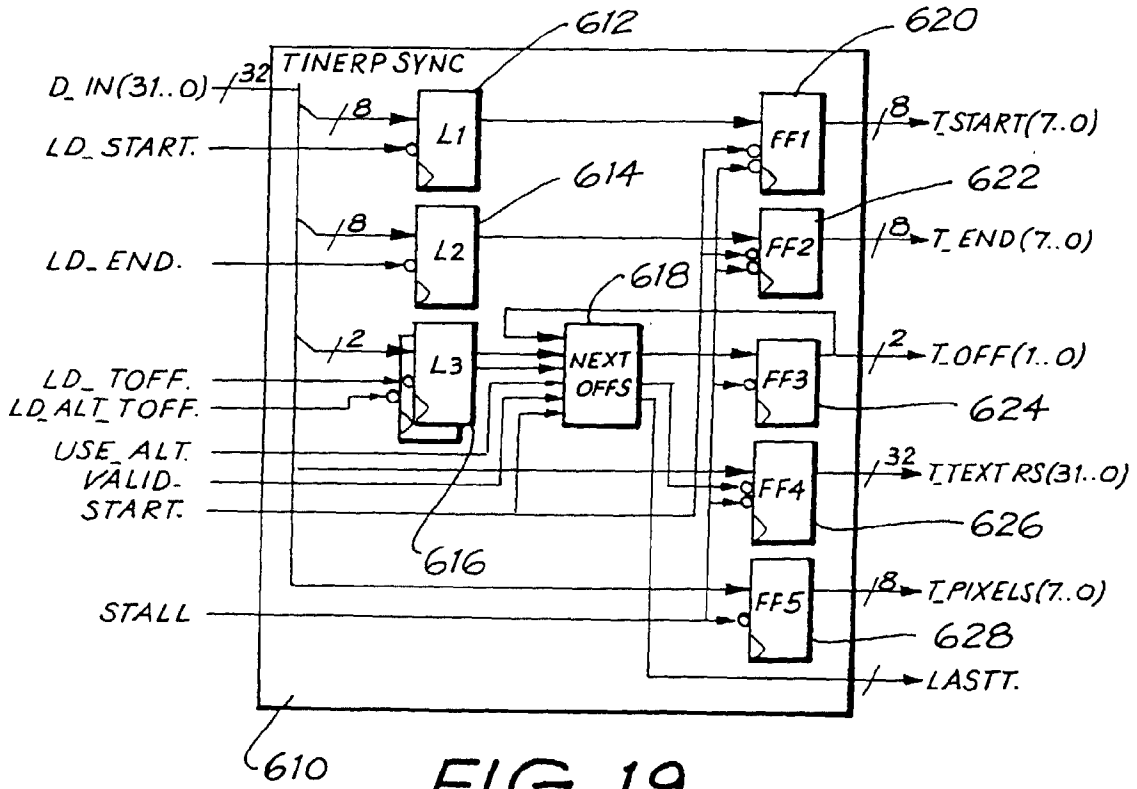 612
620
TINERP SYNC
D_IN(31..0)
32
8
L1
FF1
8
T_START(7..0)
LD_START.
614
622
8
L2
FF2
8
T_END(7..0)
LD_END.
618
2
L3
NEXT
OFFS
FF3
2
T_OFF(1..0)
LD_TOFF.
LD_ALT_TOFF.
624
USE_ALT.
VALID-
START.
FF4
32
T_TEXTRS(31..0)
616
626
STALL
FF5
8
T_PIXELS(7..0)
628
LASTT.
610
FIG. 19